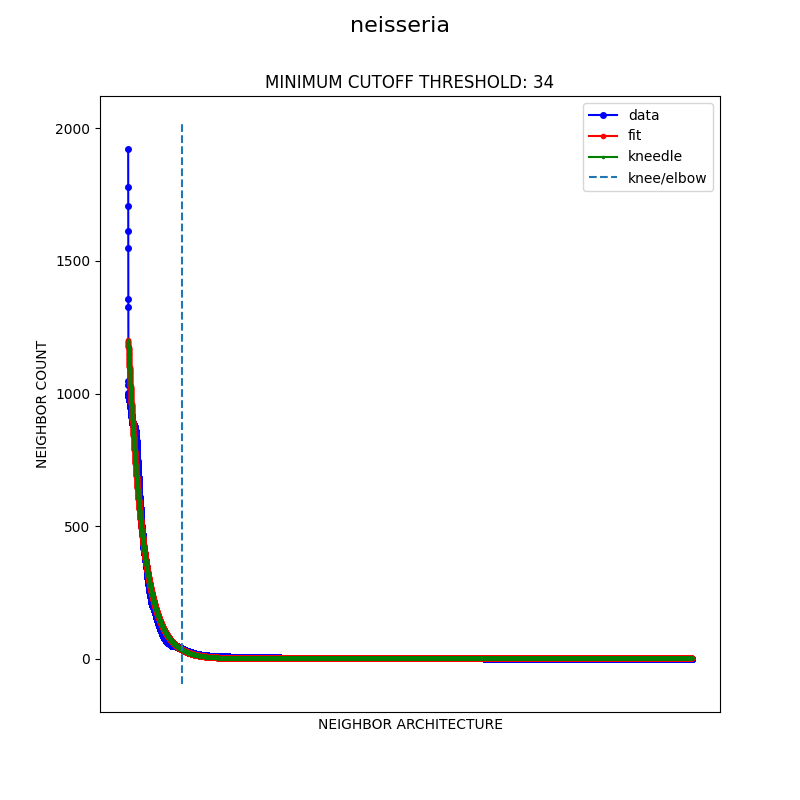 neisseria
MINIMUM CUTOFF THRESHOLD: 34
data
fit
kneedle
knee/elbow
2000
1500
1000
500
0
NEIGHBOR COUNT
NEIGHBOR ARCHITECTURE